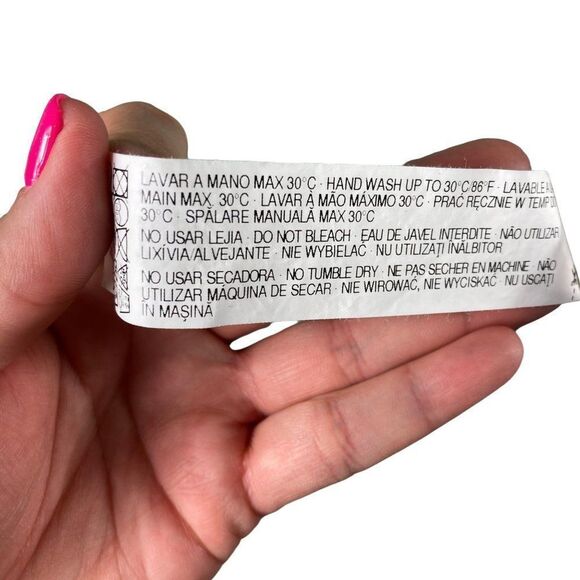 LAVAR A MANO MAX 30°C · HAND WASH UP TO 30°C/86°F · LAVABLE A
MAIN MAX. 30°C · LAVAR À MÃO MÁXIMO 30°C · PRAĆ RĘCZNIE W TEMP DO
30°C · SPĂLARE MANUALĂ MAX 30°C
NO USAR LEJIA · DO NOT BLEACH · EAU DE JAVEL INTERDITE · NÃO UTILIZAR
LIXÍVIA/ALVEJANTE · NIE WYBIELAĆ · NU UTILIZAȚI ÎNĂLBITOR
NO USAR SECADORA · NO TUMBLE DRY · NE PAS SECHER EN MACHINE · NÃO
UTILIZAR MÁQUINA DE SECAR · NIE WIROWAĆ, NIE WYCISKAĆ · NU USCAȚI
ÎN MAȘINĂ